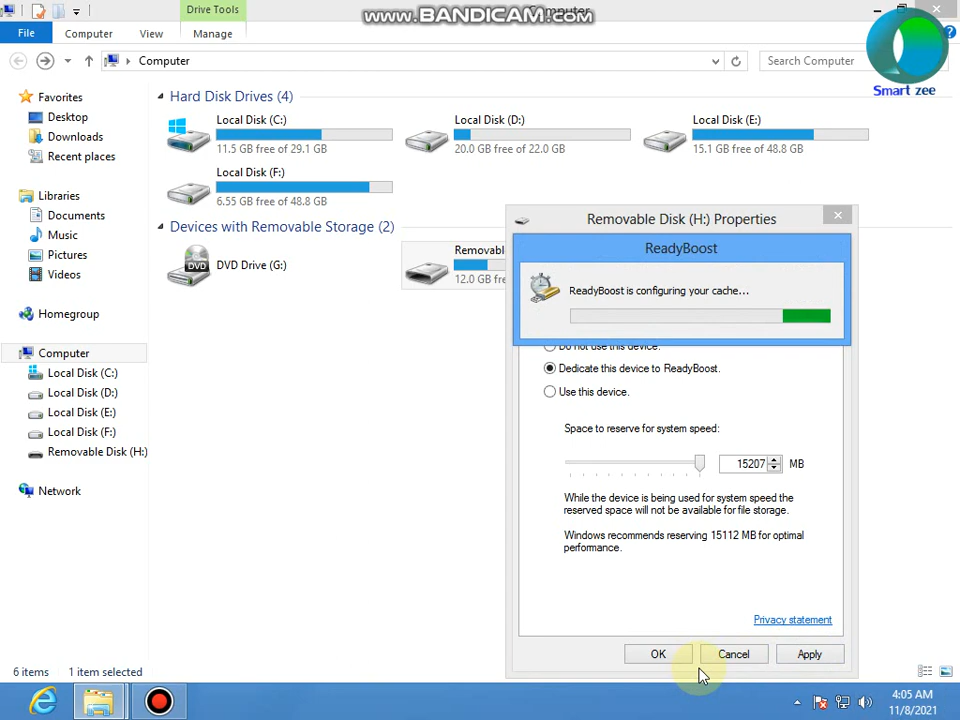 Drive Tools
www.BANDICAM.com
File
Computer
View
Manage
Computer
Search Computer
Smart zee
Favorites
Desktop
Downloads
Recent places
Libraries
Documents
Music
Pictures
Videos
Homegroup
Computer
Local Disk (C:)
Local Disk (D:)
Local Disk (E:)
Local Disk (F:)
Removable Disk (H:)
Network
Hard Disk Drives (4)
Local Disk (C:)
11.5 GB free of 29.1 GB
Local Disk (D:)
20.0 GB free of 22.0 GB
Local Disk (E:)
15.1 GB free of 48.8 GB
Local Disk (F:)
6.55 GB free of 48.8 GB
Devices with Removable Storage (2)
DVD Drive (G:)
DVD
Removable
12.0 GB free
Removable Disk (H:) Properties
ReadyBoost
ReadyBoost is configuring your cache...
Do not use this device.
Dedicate this device to ReadyBoost.
Use this device.
Space to reserve for system speed:
15207 MB
While the device is being used for system speed the
reserved space will not be available for file storage.
Windows recommends reserving 15112 MB for optimal
performance.
Privacy statement
OK
Cancel
Apply
6 items
1 item selected
4:05 AM
11/8/2021